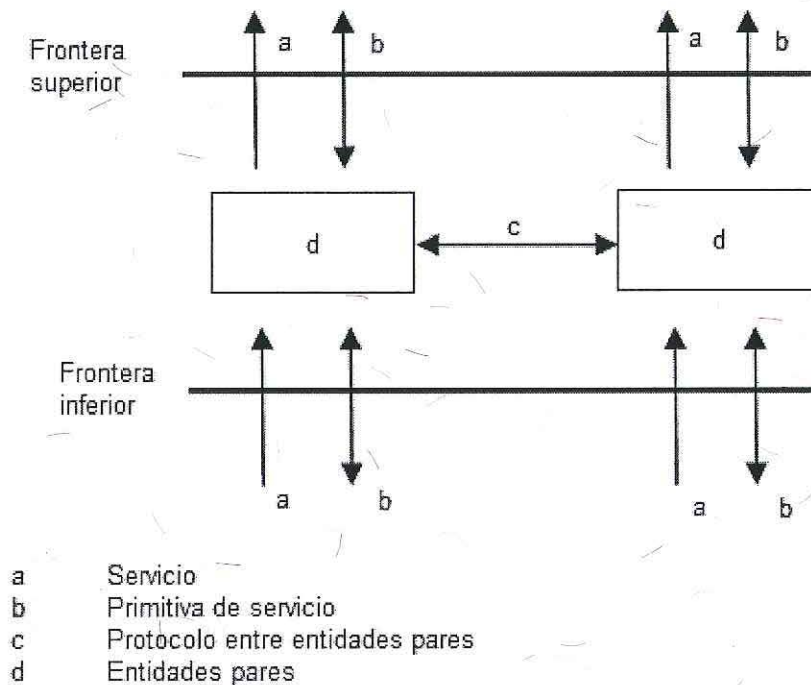 a b a b
Frontera
superior
d c d
Frontera
inferior
a b a b
a Servicio
b Primitiva de servicio
c Protocolo entre entidades pares
d Entidades pares